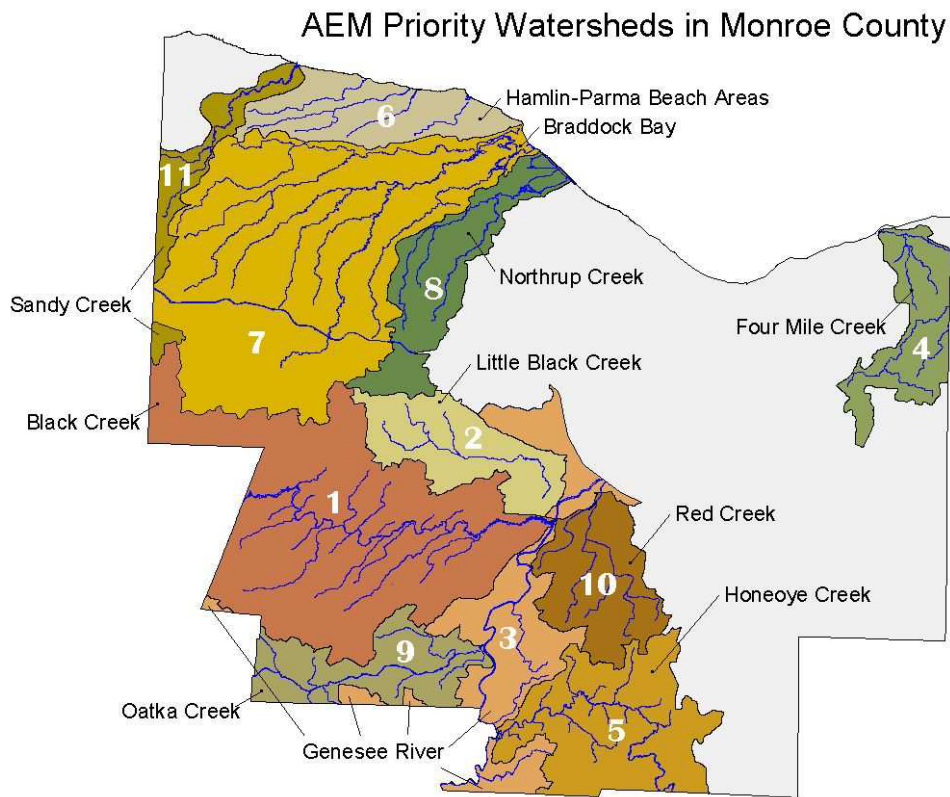 AEM Priority Watersheds in Monroe County
Hamlin-Parma Beach Areas
6
Braddock Bay
11
Northrup Creek
8
Sandy Creek
Four Mile Creek
7
4
Little Black Creek
Black Creek
2
1
Red Creek
10
Honeoye Creek
3
9
Oatka Creek
Genesee River
5